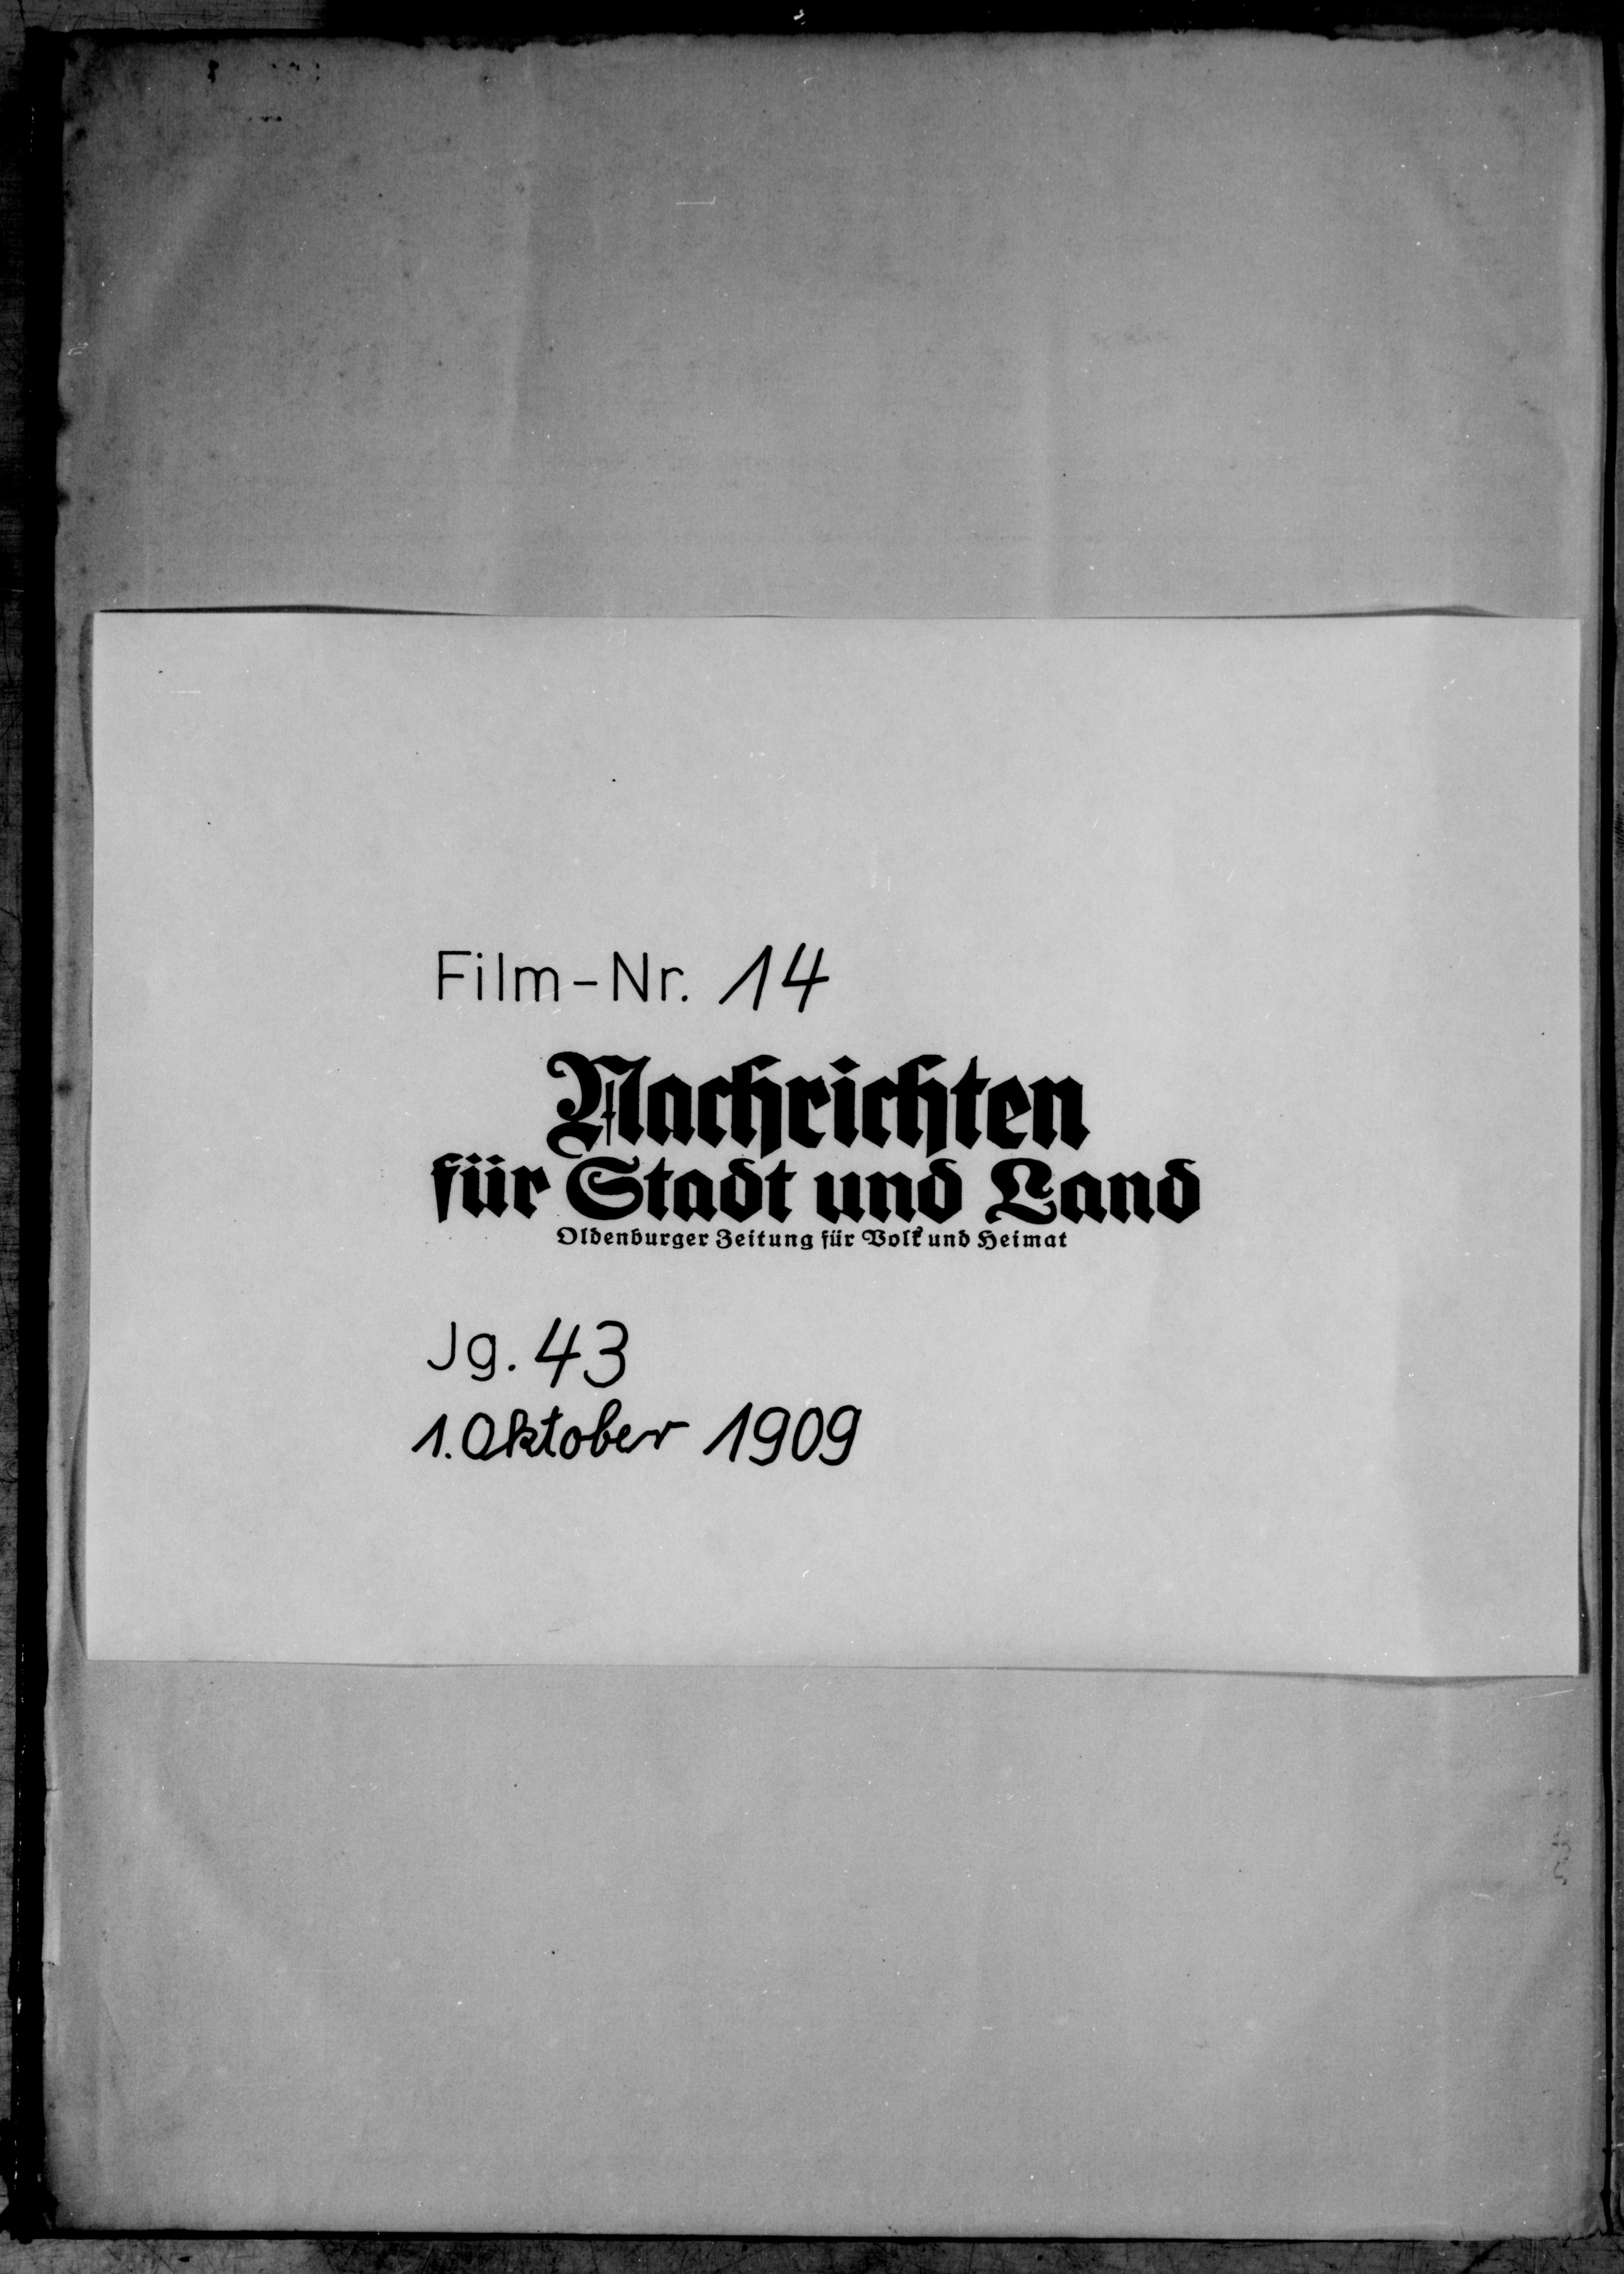 Film-Nr. 14
Nachrichten
für Stadt und Land
Oldenburger Zeitung für Volk und Heimat
Jg. 43
1. Oktober 1909